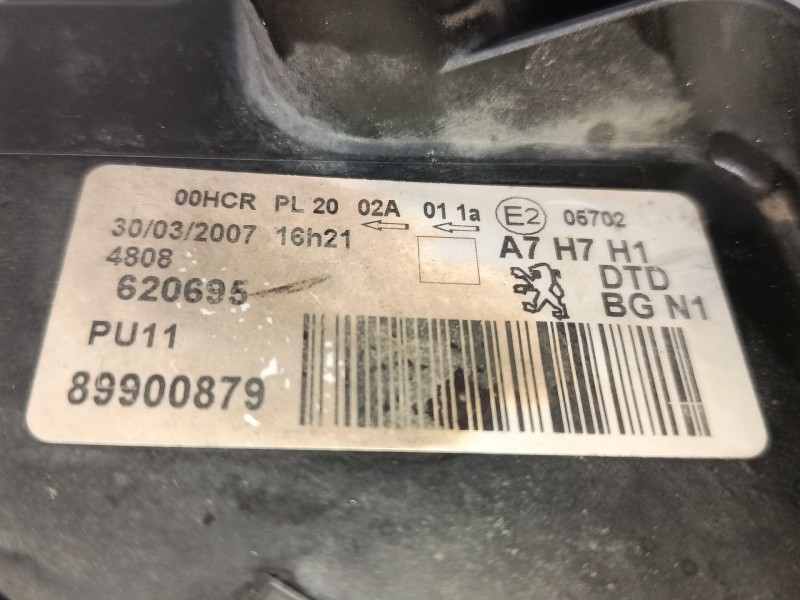 00HCR PL 20 02A 01 1a E2 05702
30/03/2007 16h21 A7 H7 H1
4808 DTD
620695 BG N1
PU11
89900879